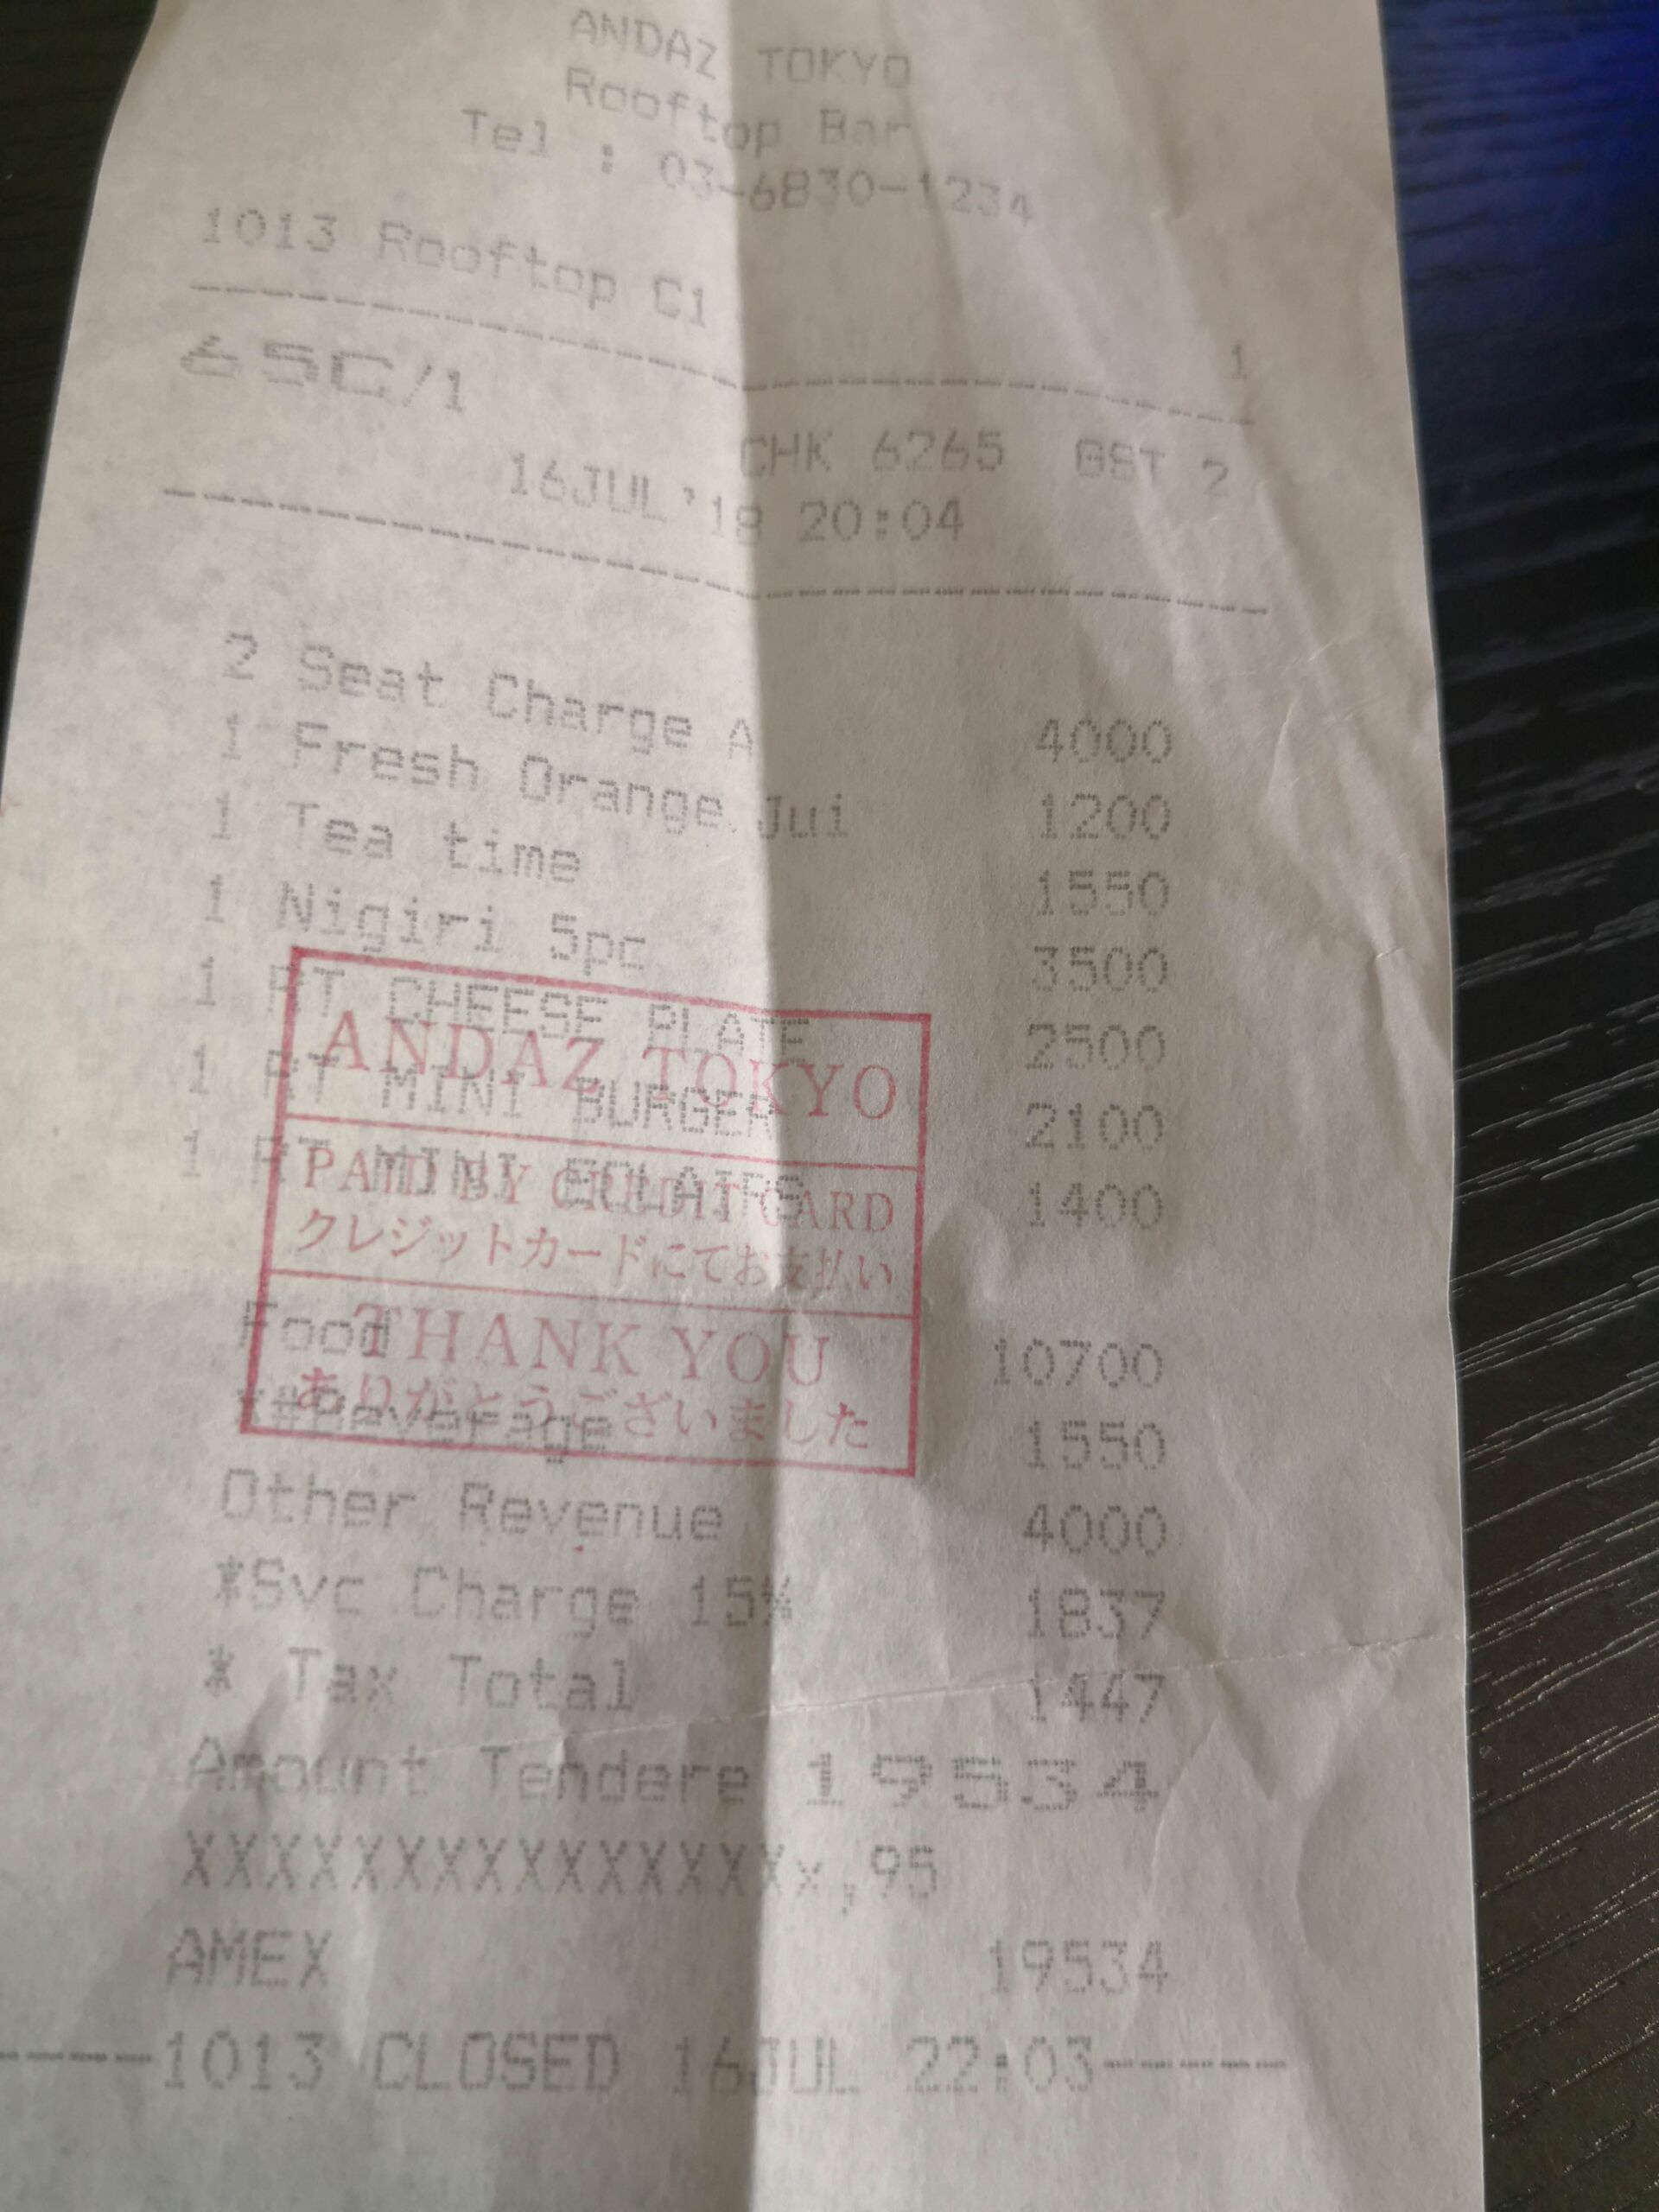 ANDAZ TOKYO
Rooftop Bar
Tel : 03-6830-1234
1013 Rooftop C1 1
65C/1 CHK 6265 GST 2
16JUL'18 20:04
2 Seat Charge A 4000
1 Fresh Orange Jui 1200
1 Tea time 1550
1 Nigiri 5pc 3500
1 RT CHEESE PLATE 2500
1 RT MINI BURGER 2100
1 RT MINI ECLAIRS 1400
ANDAZ TOKYO
PAID BY CREDIT CARD
クレジットカードにてお支払い
THANK YOU
ありがとうございました
Food 10700
*#Beverage 1550
Other Revenue 4000
*Svc Charge 15% 1837
* Tax Total 1447
Amount Tendere 19534
XXXXXXXXXXXXXXXx,95
AMEX 19534
-----1013 CLOSED 16JUL 22:03-----